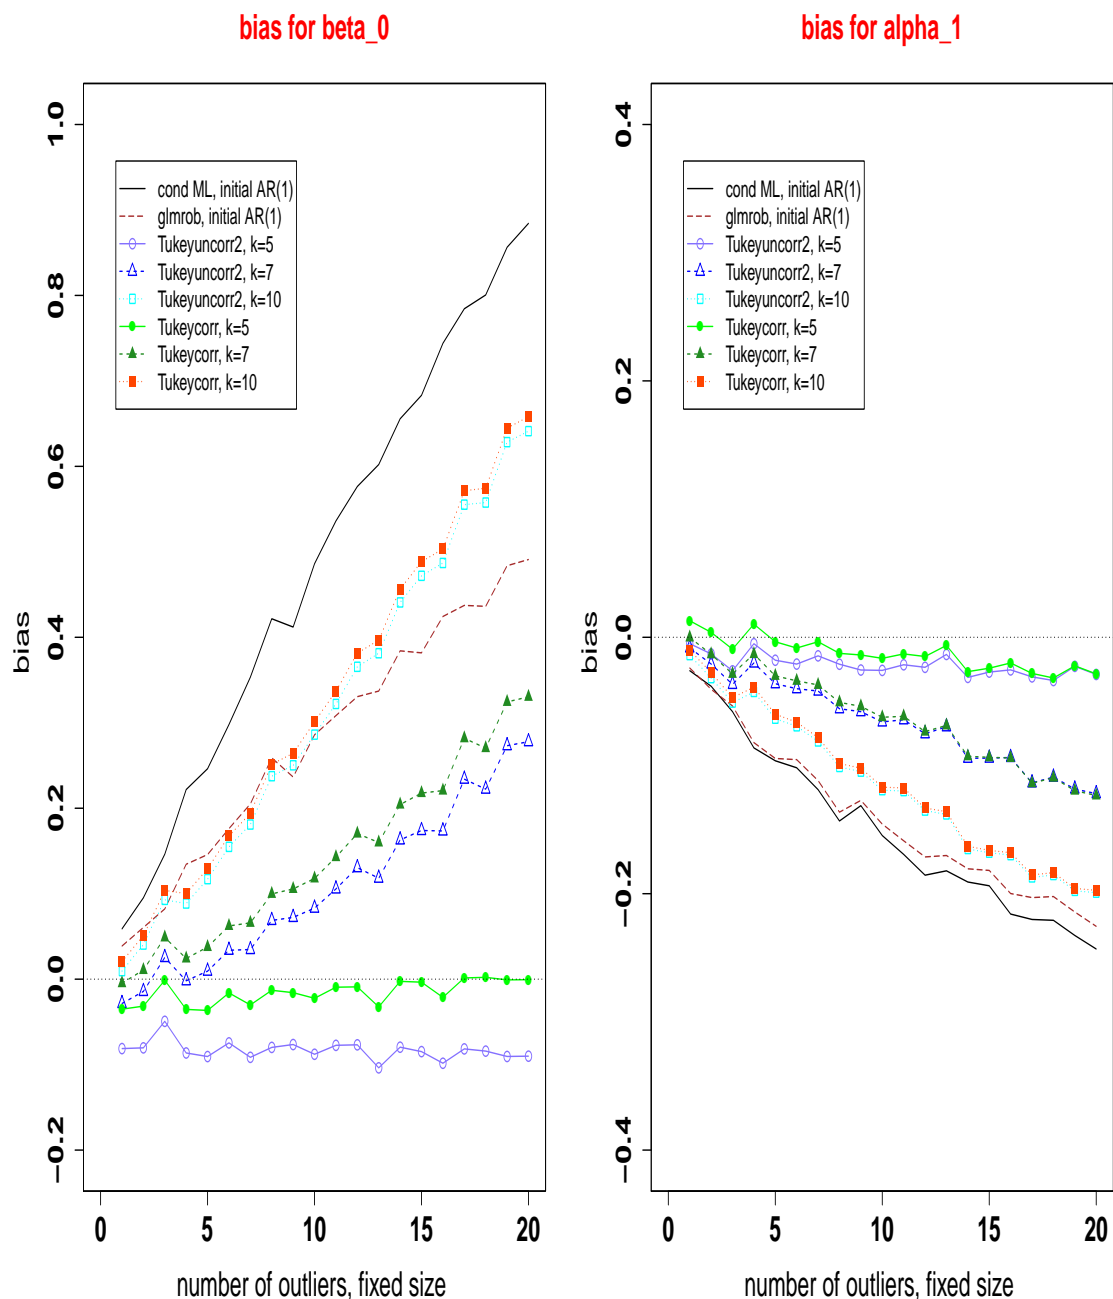 bias for beta_0
1.0
0.8
0.6
0.4
0.2
0.0
−0.2
bias
cond ML, initial AR(1)
glmrob, initial AR(1)
Tukeyuncorr2, k=5
Tukeyuncorr2, k=7
Tukeyuncorr2, k=10
Tukeycorr, k=5
Tukeycorr, k=7
Tukeycorr, k=10
0 5 10 15 20
number of outliers, fixed size
bias for alpha_1
0.4
0.2
0.0
−0.2
−0.4
bias
cond ML, initial AR(1)
glmrob, initial AR(1)
Tukeyuncorr2, k=5
Tukeyuncorr2, k=7
Tukeyuncorr2, k=10
Tukeycorr, k=5
Tukeycorr, k=7
Tukeycorr, k=10
0 5 10 15 20
number of outliers, fixed size